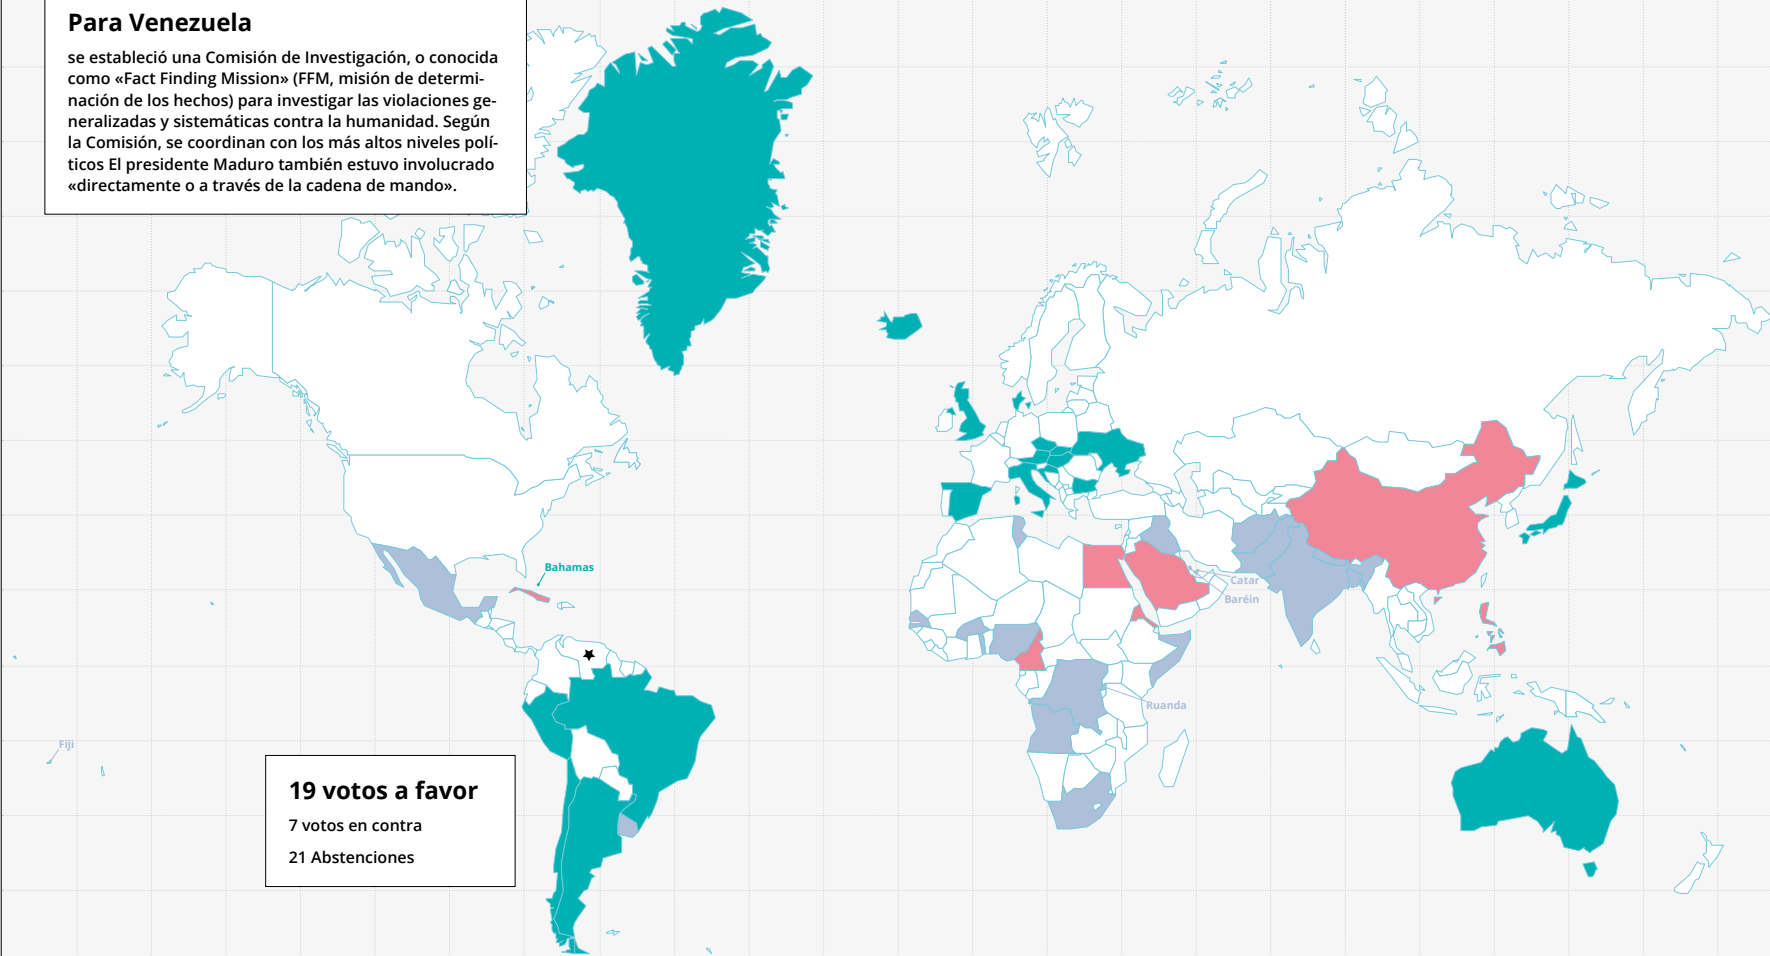 Para Venezuela
se estableció una Comisión de Investigación, o conocida
como «Fact Finding Mission» (FFM, misión de determi-
nación de los hechos) para investigar las violaciones ge-
neralizadas y sistemáticas contra la humanidad. Según
la Comisión, se coordinan con los más altos niveles polí-
ticos El presidente Maduro también estuvo involucrado
«directamente o a través de la cadena de mando».
Bahamas
Catar
Baréin
Ruanda
Fiji
19 votos a favor
7 votos en contra
21 Abstenciones